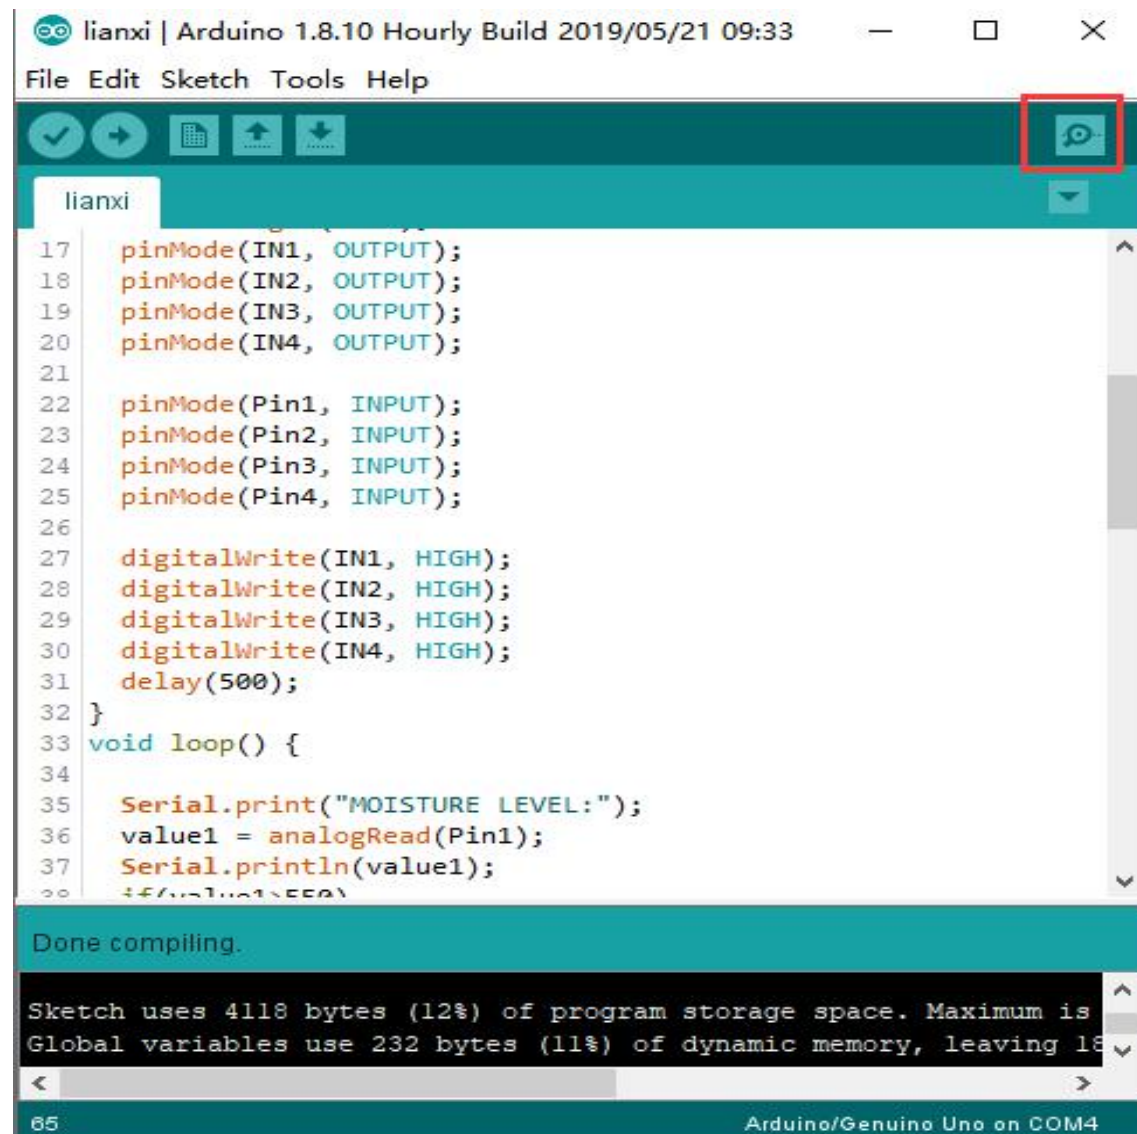 lianxi | Arduino 1.8.10 Hourly Build 2019/05/21 09:33
File Edit Sketch Tools Help
lianxi
17 pinMode(IN1, OUTPUT);
18 pinMode(IN2, OUTPUT);
19 pinMode(IN3, OUTPUT);
20 pinMode(IN4, OUTPUT);
21
22 pinMode(Pin1, INPUT);
23 pinMode(Pin2, INPUT);
24 pinMode(Pin3, INPUT);
25 pinMode(Pin4, INPUT);
26
27 digitalWrite(IN1, HIGH);
28 digitalWrite(IN2, HIGH);
29 digitalWrite(IN3, HIGH);
30 digitalWrite(IN4, HIGH);
31 delay(500);
32 }
33 void loop() {
34
35 Serial.print("MOISTURE LEVEL:");
36 value1 = analogRead(Pin1);
37 Serial.println(value1);
38 if(value1>550)
Done compiling.
Sketch uses 4118 bytes (12%) of program storage space. Maximum is
Global variables use 232 bytes (11%) of dynamic memory, leaving 18
65 Arduino/Genuino Uno on COM4